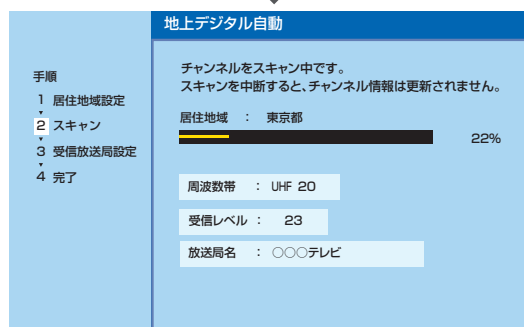 地上デジタル自動
手順
1 居住地域設定
2 スキャン
3 受信放送局設定
4 完了
チャンネルをスキャン中です。
スキャンを中断すると、チャンネル情報は更新されません。
居住地域 : 東京都
22%
周波数帯 : UHF 20
受信レベル : 23
放送局名 : ○○○テレビ